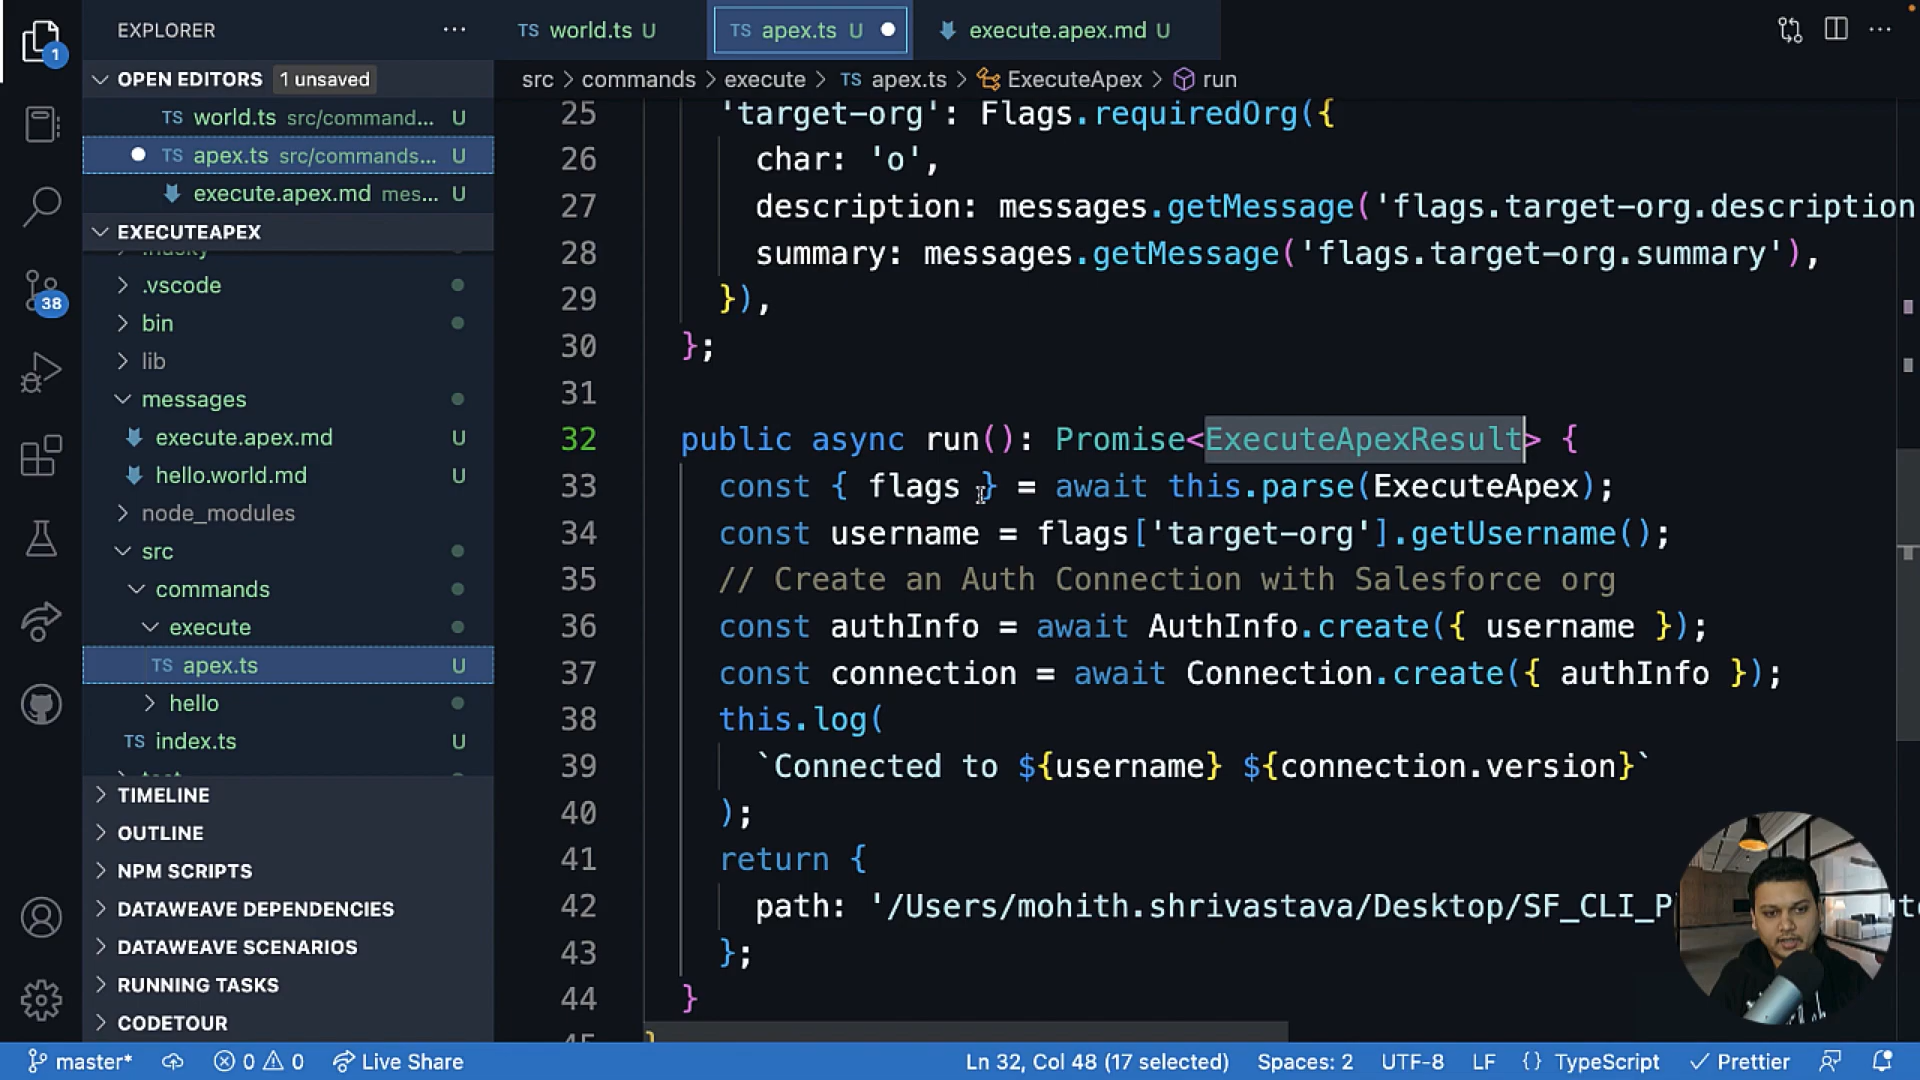 EXPLORER
world.ts U
apex.ts U
execute.apex.md U
OPEN EDITORS 1 unsaved
src > commands > execute > TS apex.ts > ExecuteApex > run
TS world.ts src/command... U
TS apex.ts src/commands... U
execute.apex.md mes... U
EXECUTEAPEX
.vscode
bin
lib
messages
execute.apex.md U
hello.world.md U
node_modules
src
commands
execute
TS apex.ts U
hello
TS index.ts U
TIMELINE
OUTLINE
NPM SCRIPTS
DATAWEAVE DEPENDENCIES
DATAWEAVE SCENARIOS
RUNNING TASKS
CODETOUR
1
38
25 'target-org': Flags.requiredOrg({
26 char: 'o',
27 description: messages.getMessage('flags.target-org.description
28 summary: messages.getMessage('flags.target-org.summary'),
29 }),
30 };
31
32 public async run(): Promise<ExecuteApexResult> {
33 const { flags } = await this.parse(ExecuteApex);
34 const username = flags['target-org'].getUsername();
35 // Create an Auth Connection with Salesforce org
36 const authInfo = await AuthInfo.create({ username });
37 const connection = await Connection.create({ authInfo });
38 this.log(
39 `Connected to ${username} ${connection.version}`
40 );
41 return {
42 path: '/Users/mohith.shrivastava/Desktop/SF_CLI_P
43 };
44 }
master* 0 0 Live Share Ln 32, Col 48 (17 selected) Spaces: 2 UTF-8 LF {} TypeScript Prettier